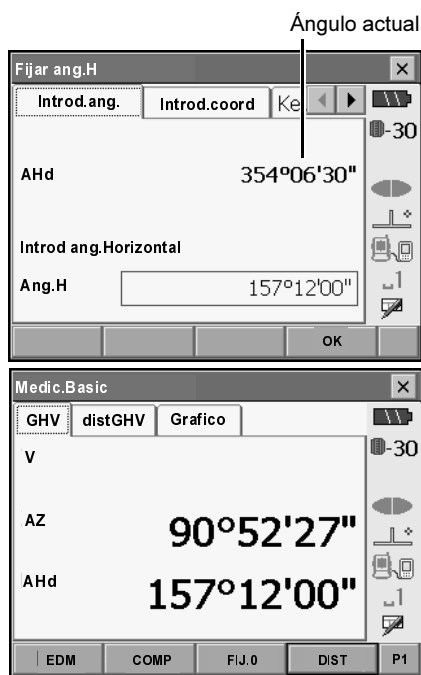 Ángulo actual
Fijar ang.H
Introd.ang. Introd.coord Ke
-30
AHd 354º06'30"
Introd ang.Horizontal
Ang.H 157º12'00"
1
OK
Medic.Basic
GHV distGHV Grafico
-30
V
AZ 90°52'27"
AHd 157°12'00"
1
EDM COMP FIJ.0 DIST P1